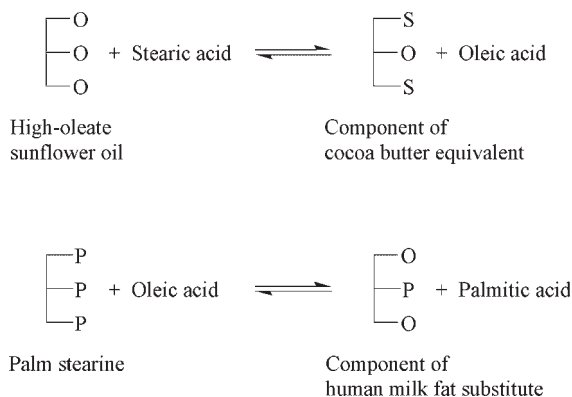 O S
O + Stearic acid O + Oleic acid
O S
High-oleate Component of
sunflower oil cocoa butter equivalent
P O
P + Oleic acid P + Palmitic acid
P O
Palm stearine Component of
human milk fat substitute